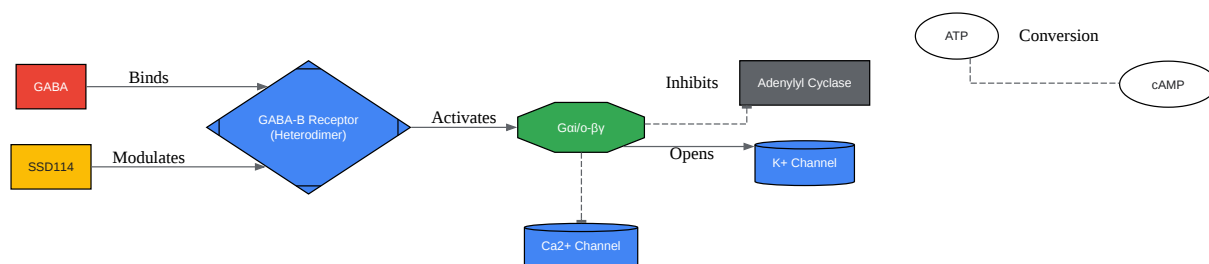 ATP
Conversion
GABA
Binds
Inhibits
Adenylyl Cyclase
cAMP
GABA-B Receptor
(Heterodimer)
Activates
Gαi/o-βγ
SSD114
Modulates
Opens
K+ Channel
Ca2+ Channel